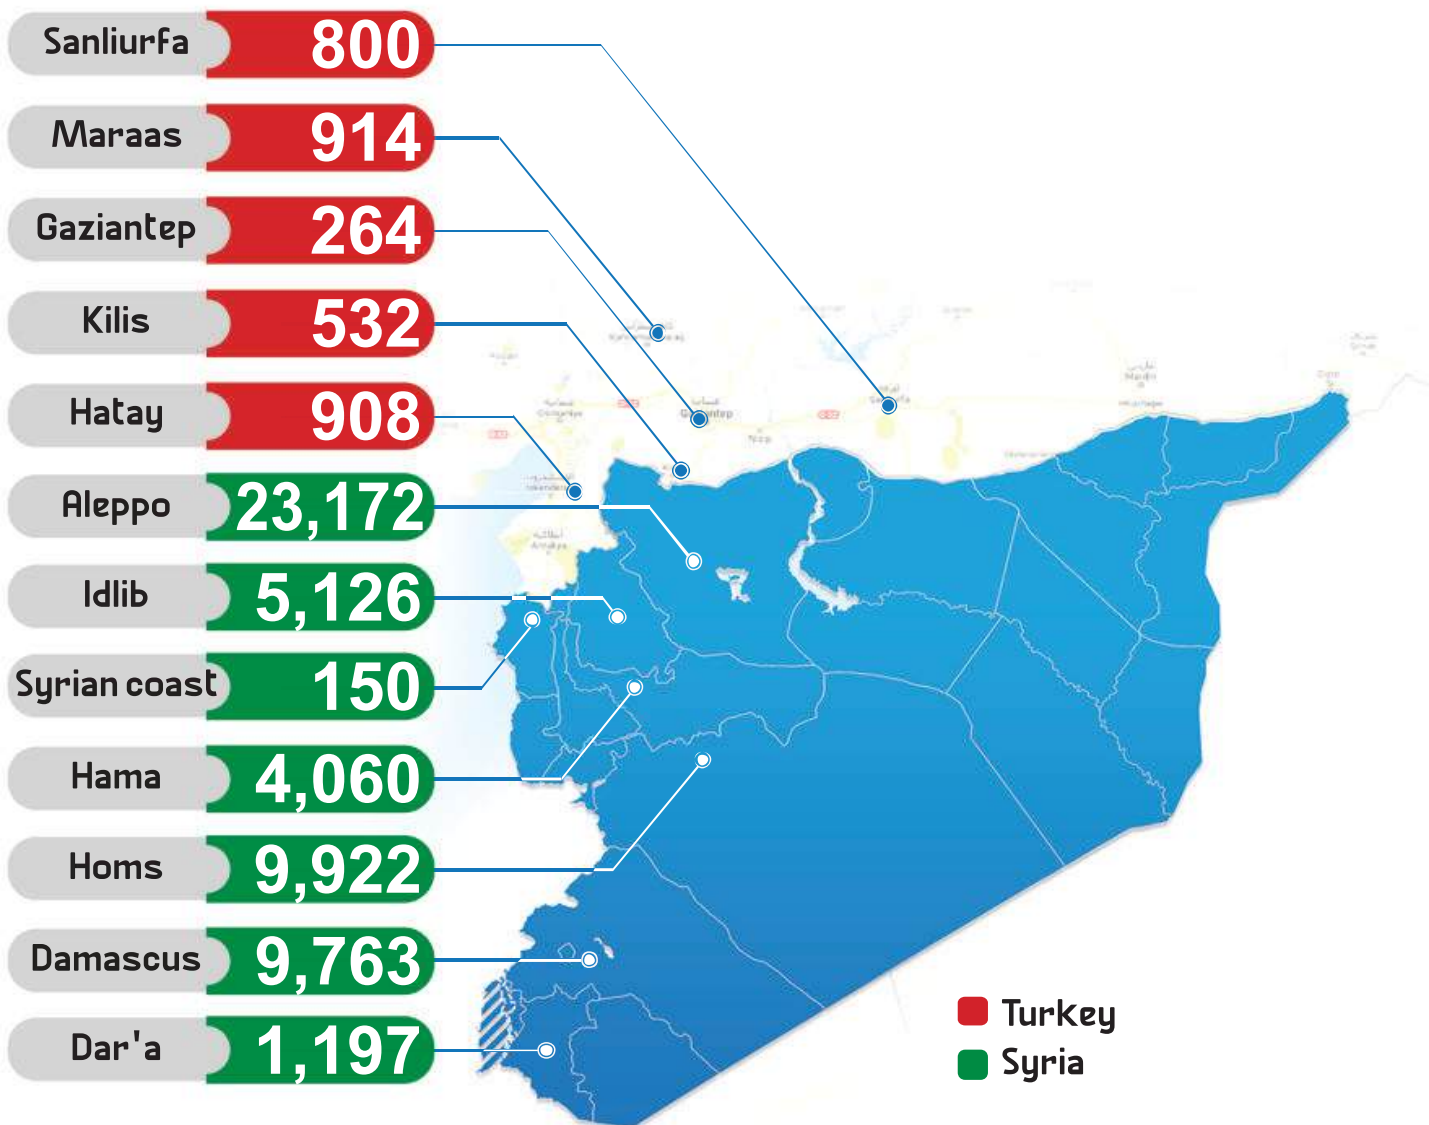 Sanliurfa 800
Maraas 914
Gaziantep 264
Kilis 532
Hatay 908
Aleppo 23,172
Idlib 5,126
Syrian coast 150
Hama 4,060
Homs 9,922
Damascus 9,763
Dar'a 1,197
Mardin
Turkey
Syria